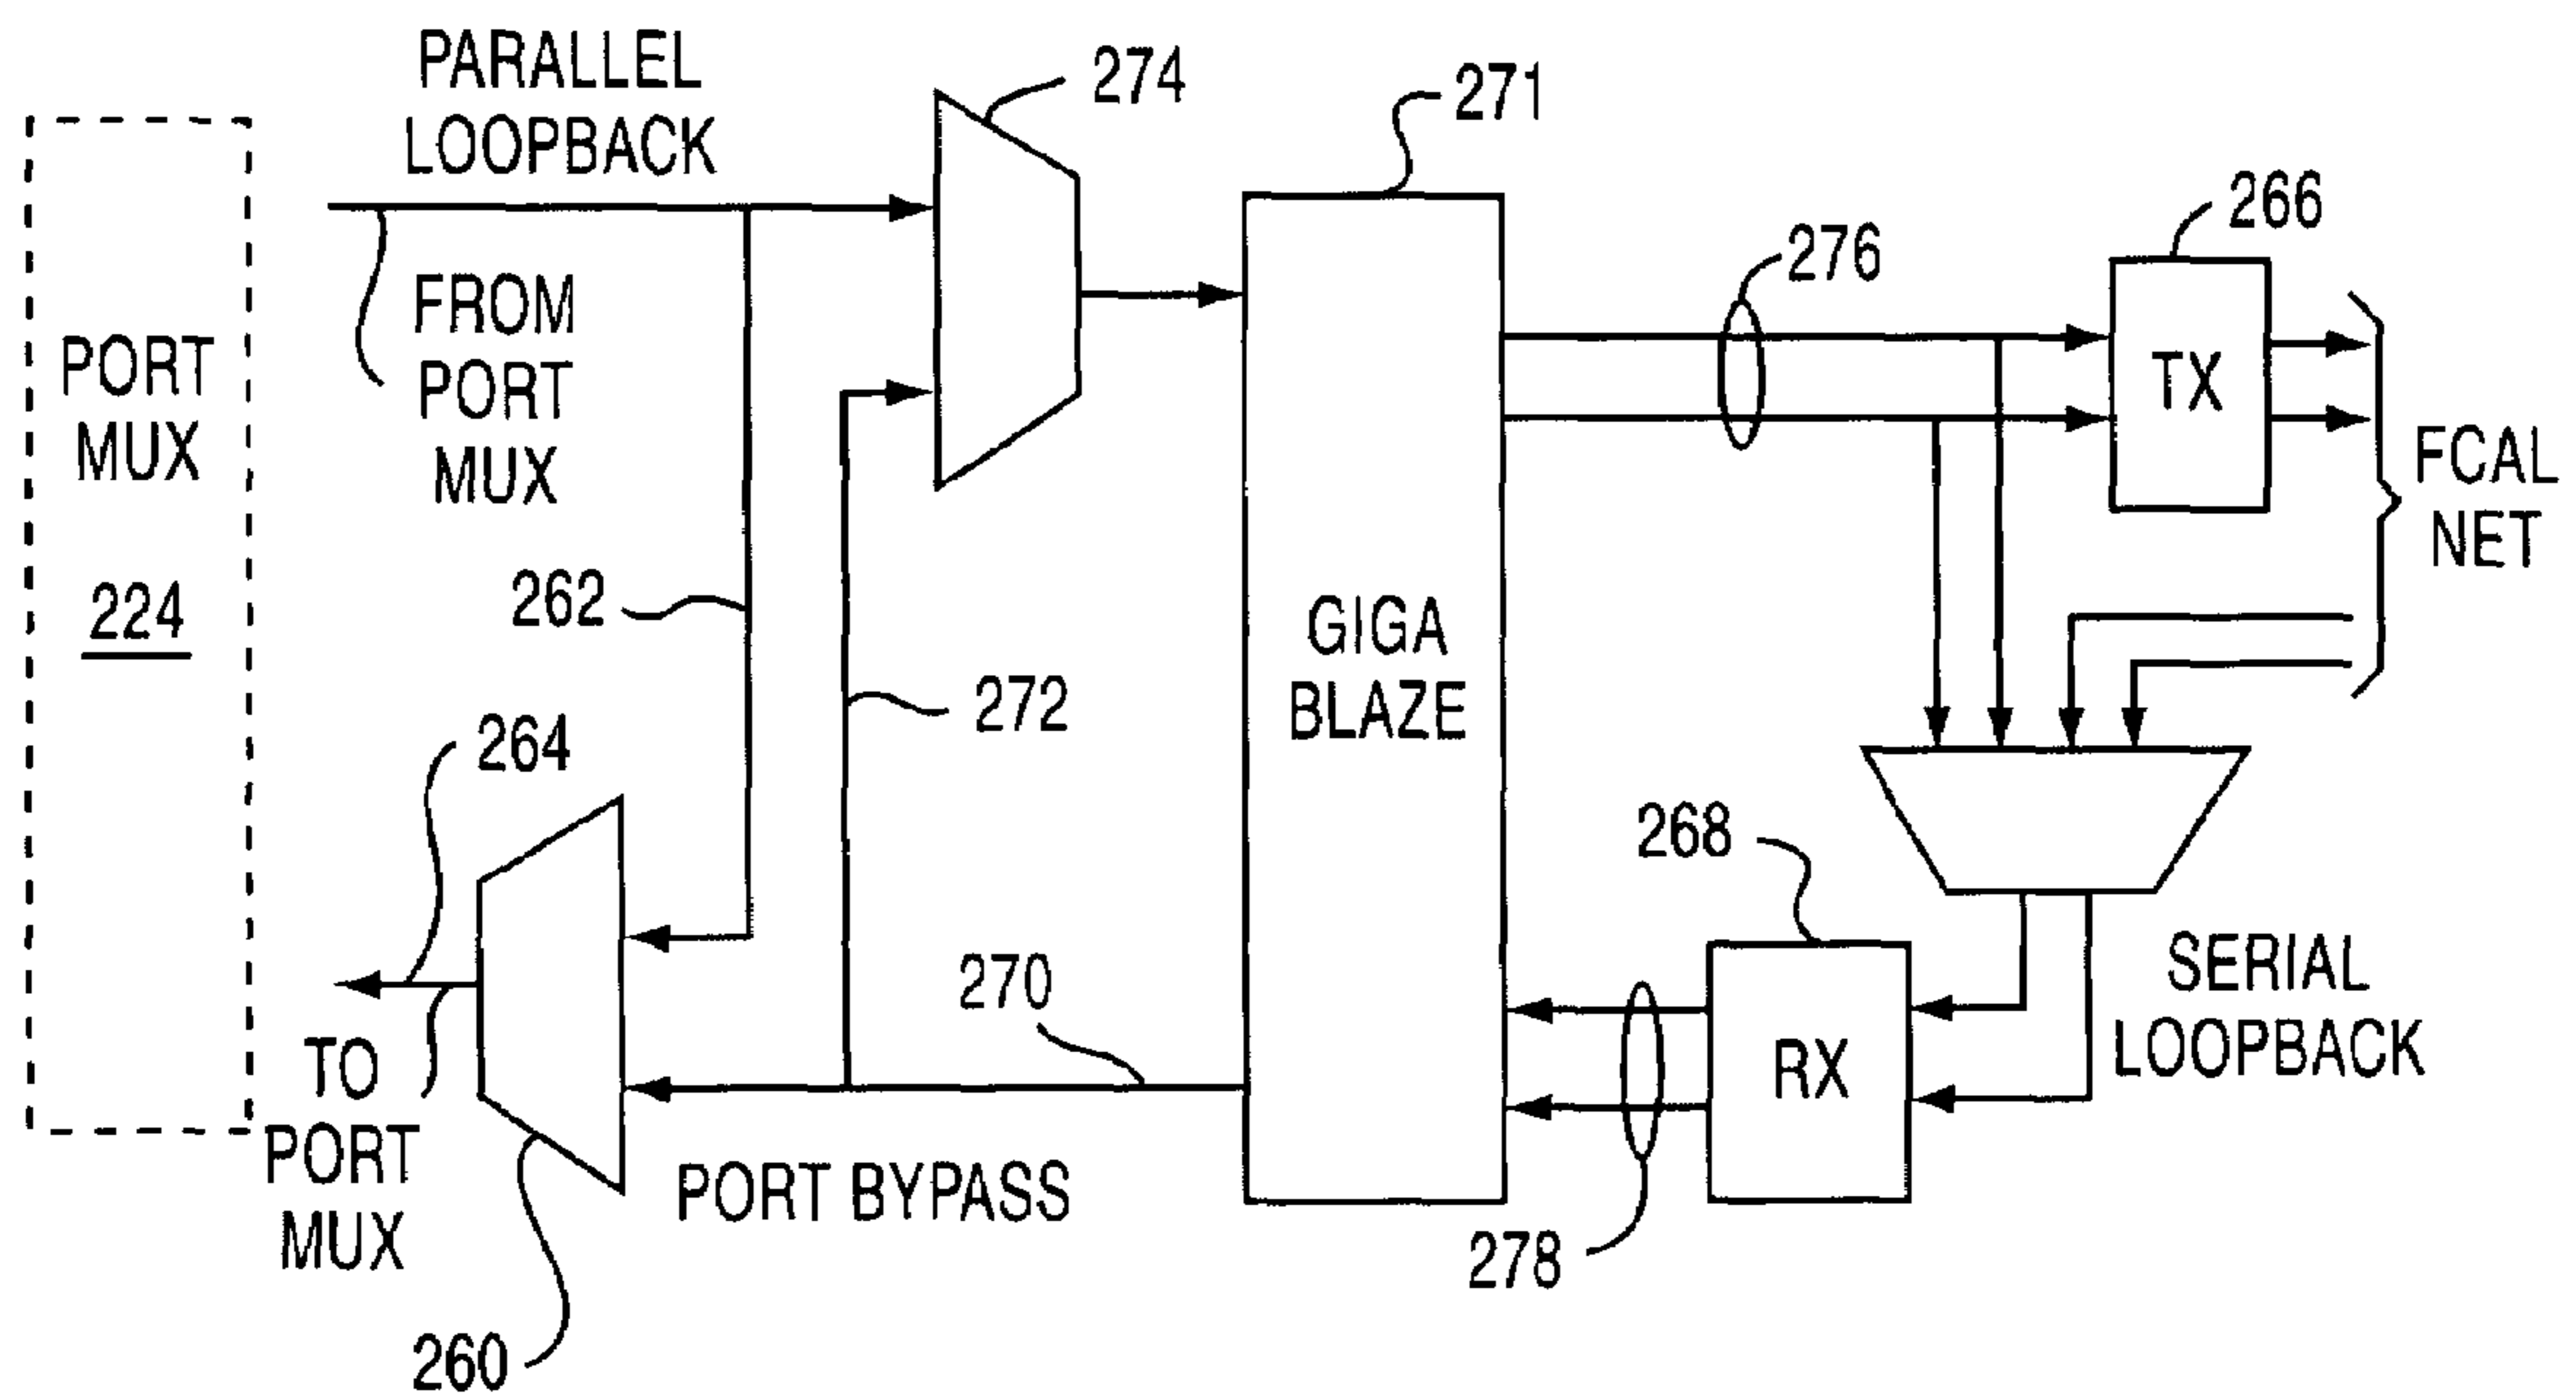 PARALLEL
LOOPBACK
274
271
266
276
PORT
MUX
224
FROM
PORT
MUX
TX
FCAL
NET
262
GIGA
BLAZE
272
264
268
SERIAL
LOOPBACK
270
RX
TO
PORT
MUX
PORT BYPASS
278
260